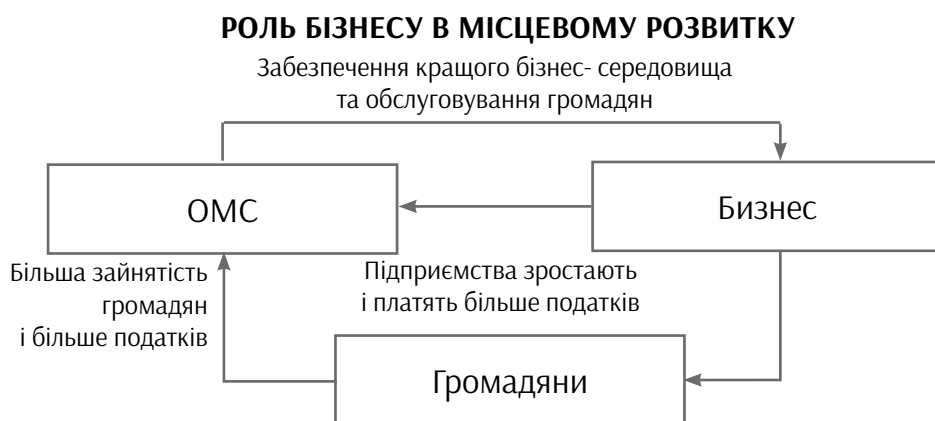 РОЛЬ БІЗНЕСУ В МІСЦЕВОМУ РОЗВИТКУ
Забезпечення кращого бізнес- середовища
та обслуговування громадян
ОМС
Бизнес
Більша зайнятість
громадян
і більше податків
Підприємства зростають
і платять більше податків
Громадяни